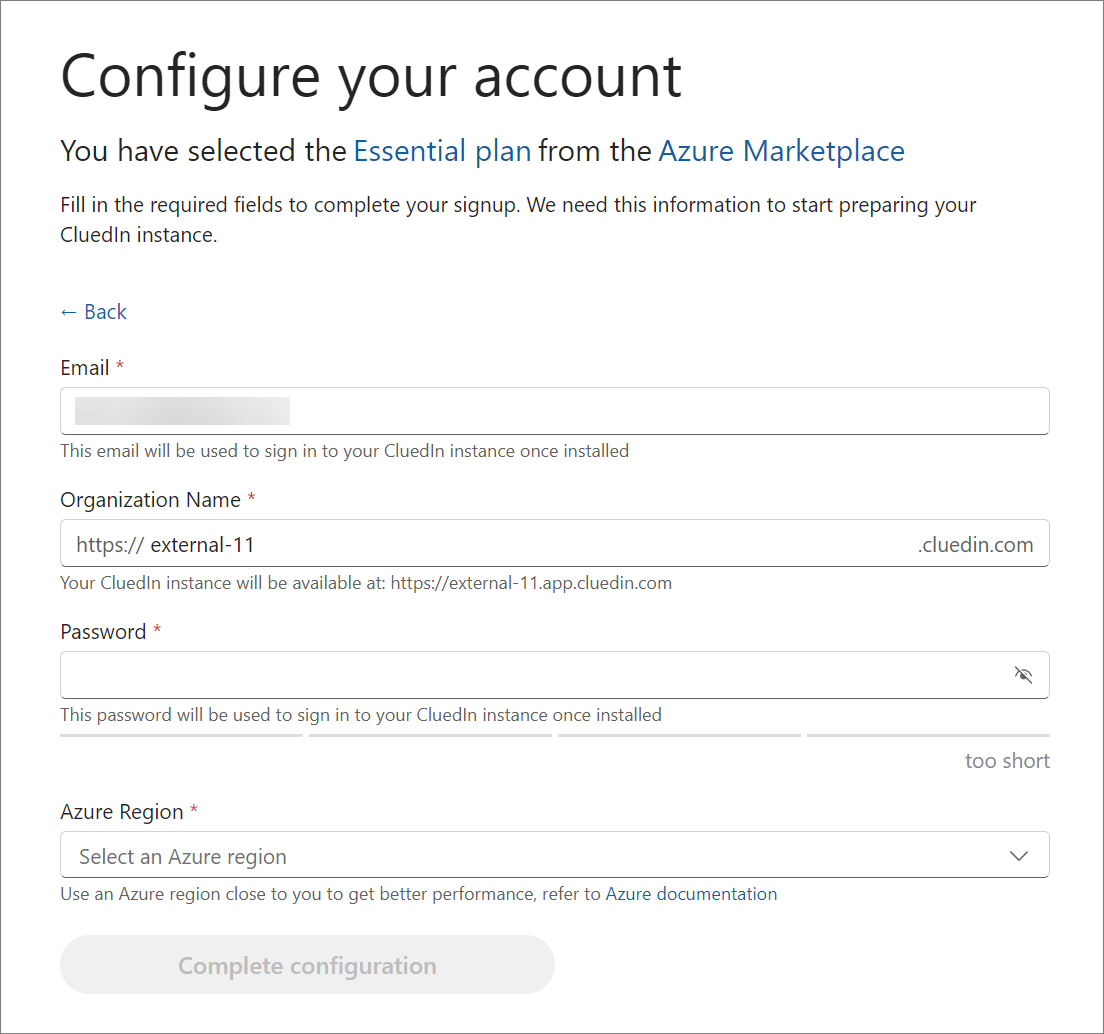 Configure your account
You have selected the Essential plan from the Azure Marketplace
Fill in the required fields to complete your signup. We need this information to start preparing your
CluedIn instance.
← Back
Email *
This email will be used to sign in to your CluedIn instance once installed
Organization Name *
https:// external-11 .cluedin.com
Your CluedIn instance will be available at: https://external-11.app.cluedin.com
Password *
This password will be used to sign in to your CluedIn instance once installed
too short
Azure Region *
Select an Azure region
Use an Azure region close to you to get better performance, refer to Azure documentation
Complete configuration